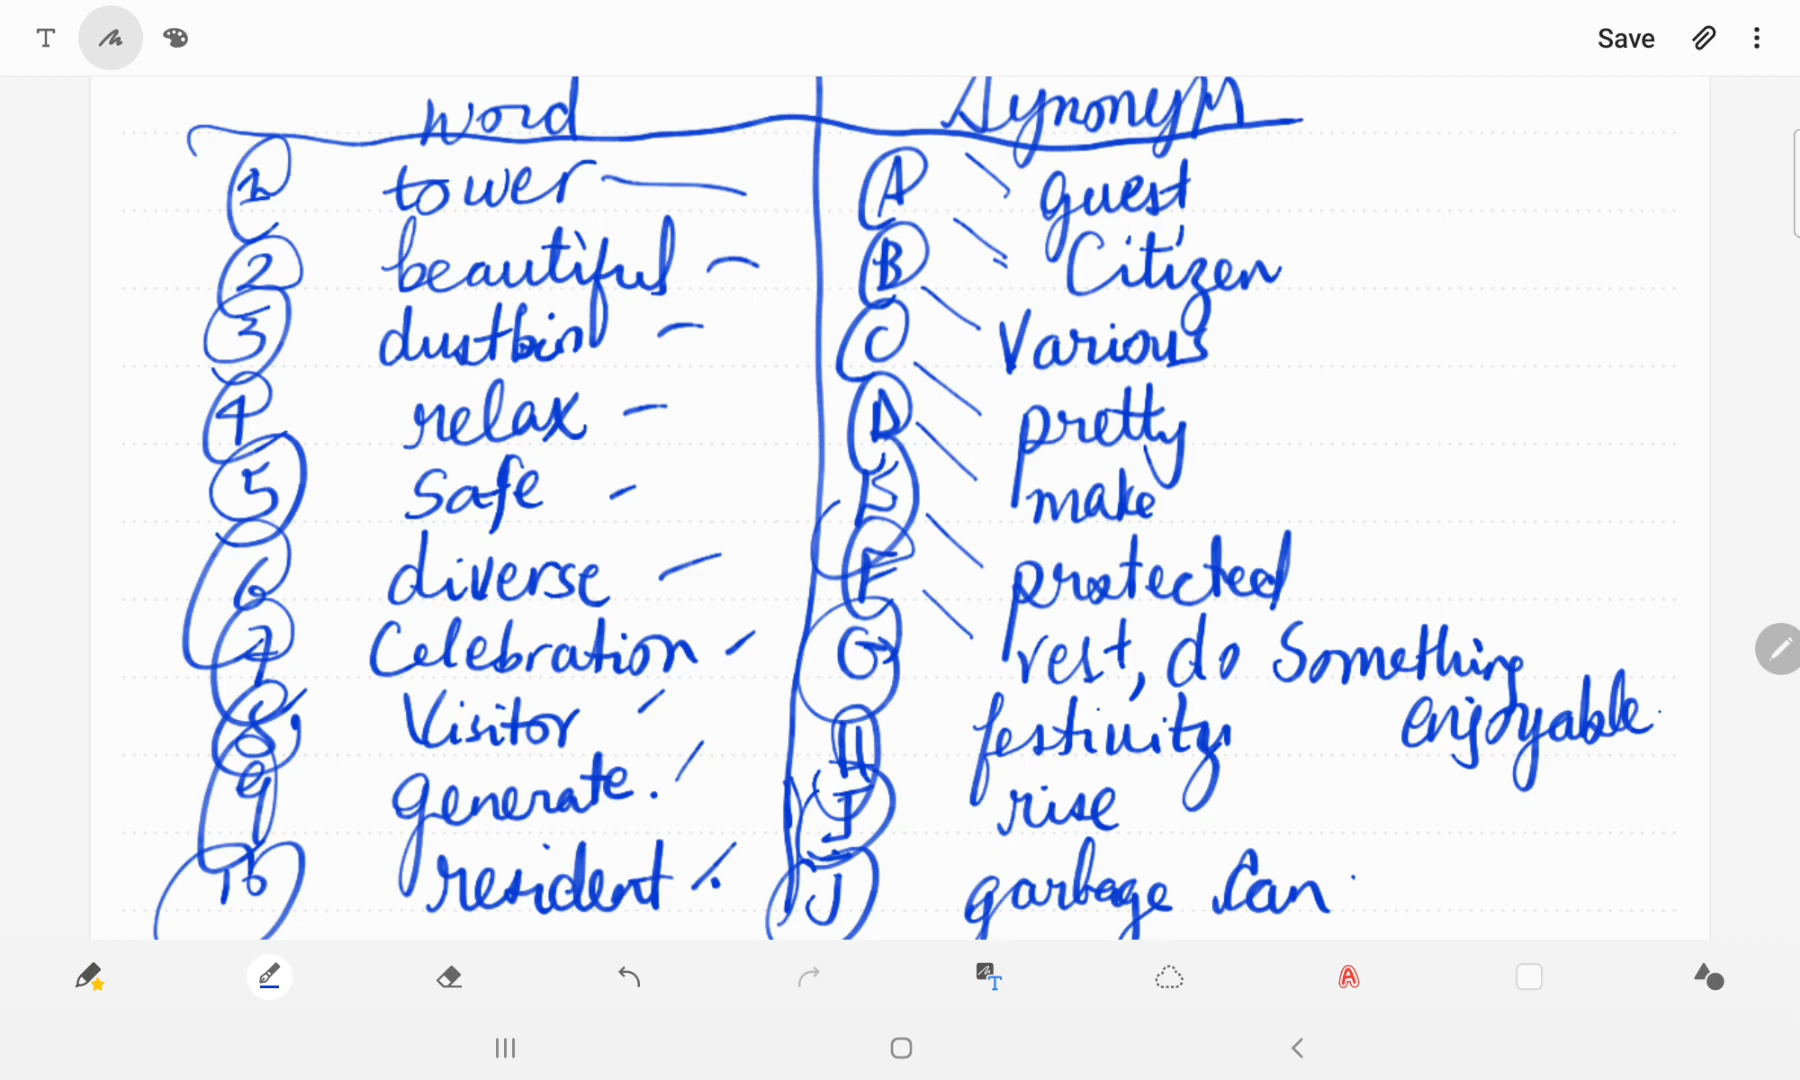 Save
word Synonym
1 tower — A guest
2 beautiful — B Citizen
3 dustbin — C Various
4 relax — D pretty
5 Safe — E make
6 diverse — F protected
7 Celebration — G rest, do Something enjoyable
8 Visitor — H festivity
9 generate. I rise
10 resident J garbage Can